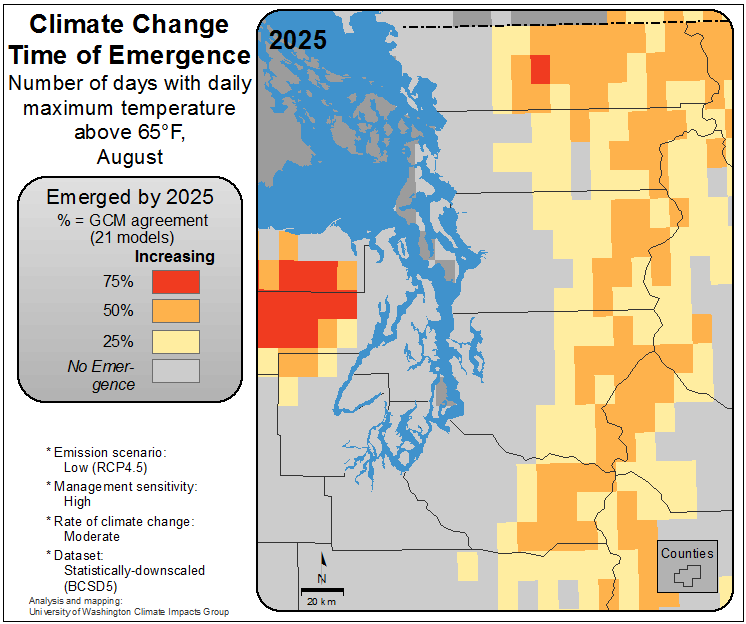 Climate Change
Time of Emergence
Number of days with daily
maximum temperature
above 65°F,
August
Emerged by 2025
% = GCM agreement
(21 models)
Increasing
75%
50%
25%
No Emer-
gence
* Emission scenario:
Low (RCP4.5)
* Management sensitivity:
High
* Rate of climate change:
Moderate
* Dataset:
Statistically-downscaled
(BCSD5)
Analysis and mapping:
University of Washington Climate Impacts Group
2025
N
20 km
Counties